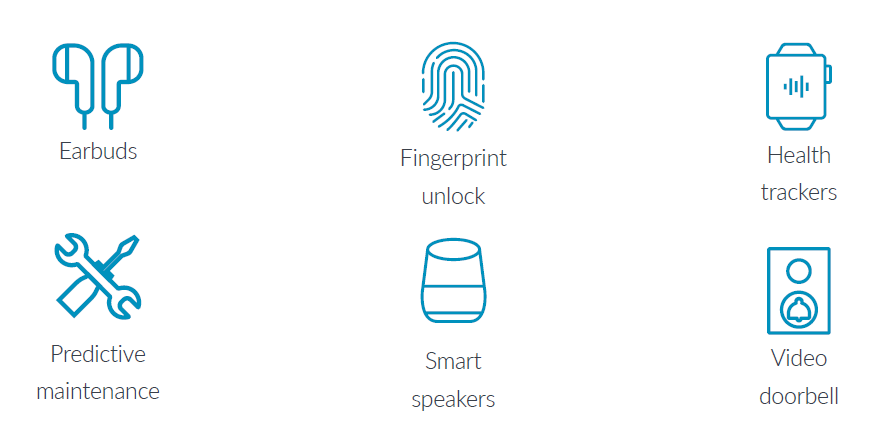 Earbuds
Fingerprint
unlock
Health
trackers
Predictive
maintenance
Smart
speakers
Video
doorbell